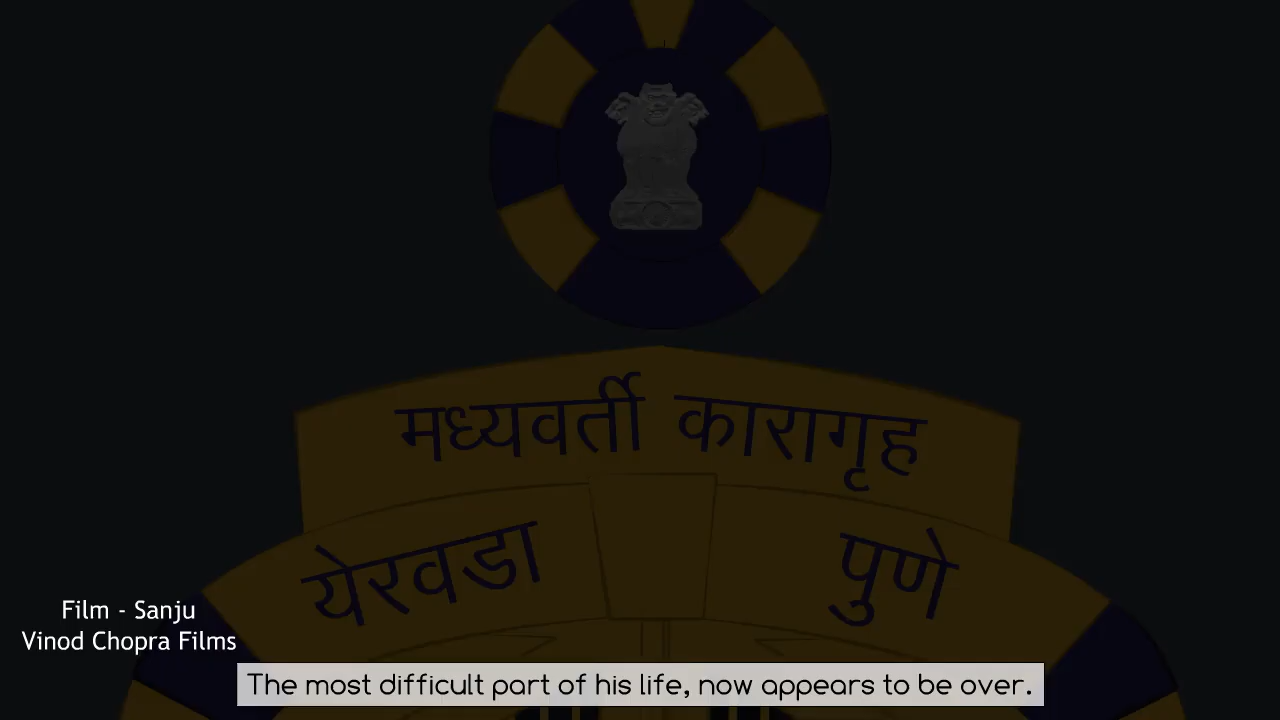 मध्यवर्ती कारागृह
येरवडा पुणे
Film - Sanju
Vinod Chopra Films
The most difficult part of his life, now appears to be over.